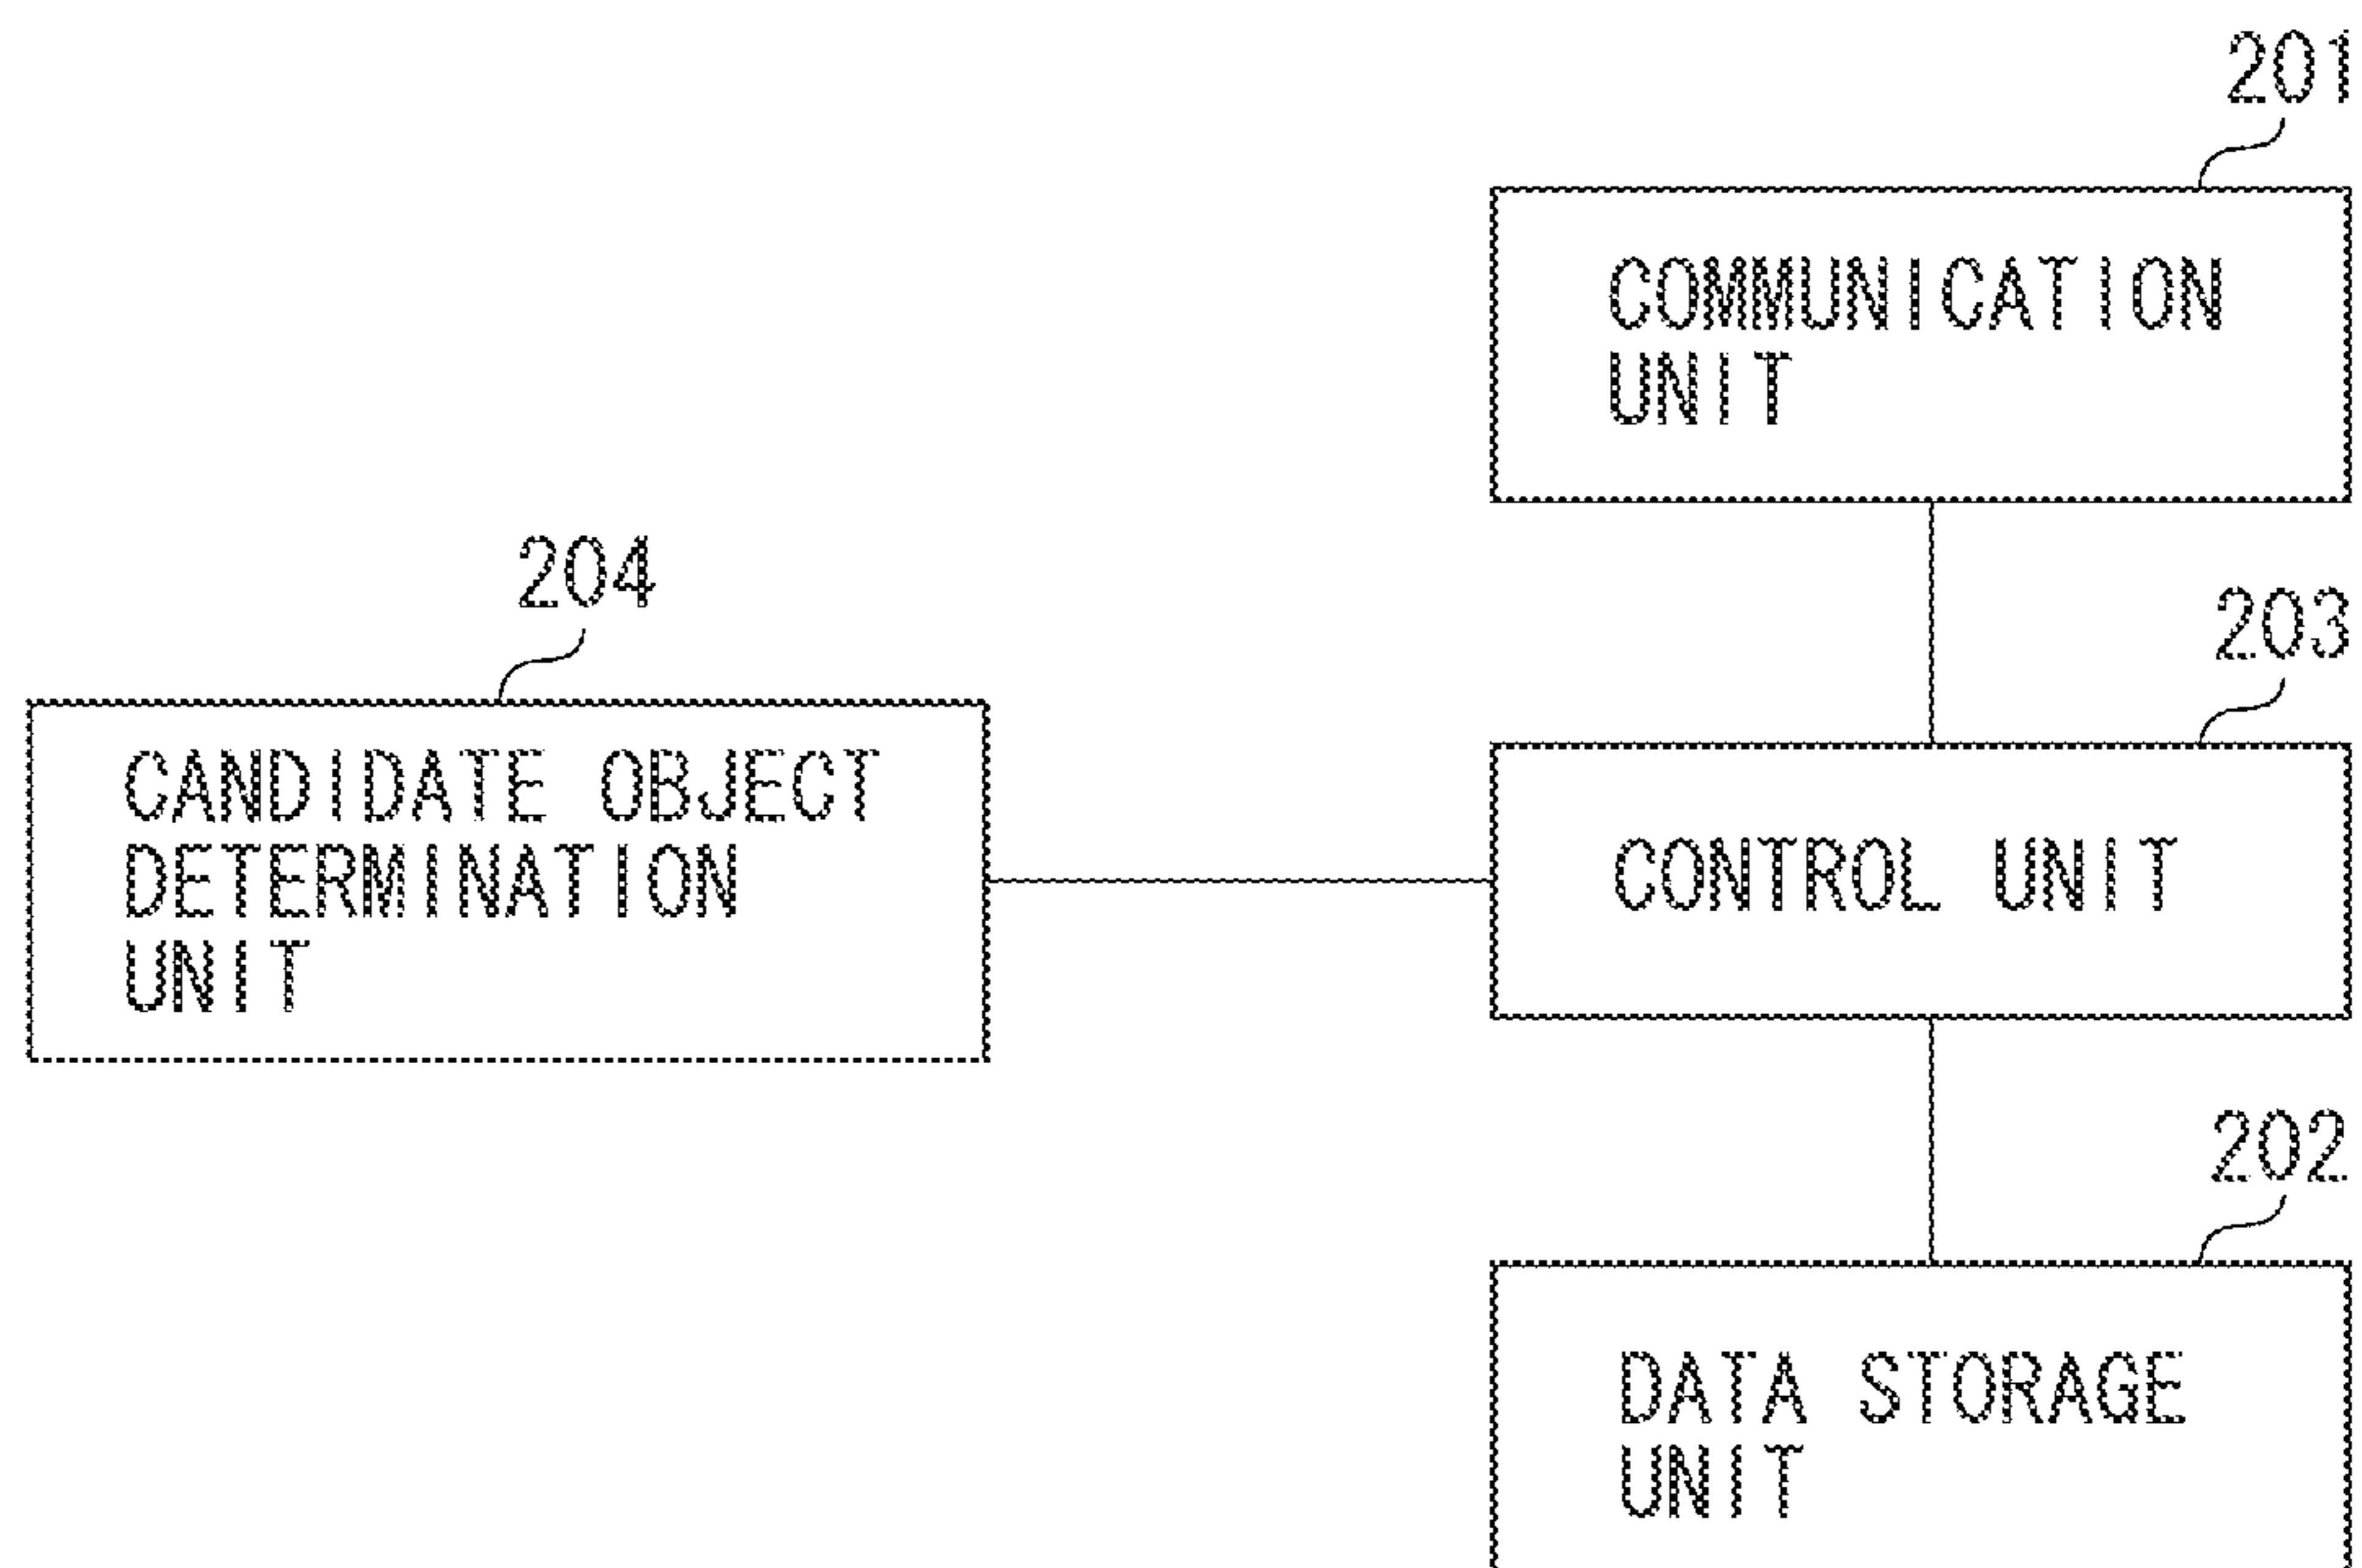 201
COMMUNICATION
UNIT
204
203
CANDIDATE OBJECT
DETERMINATION
UNIT
CONTROL UNIT
202
DATA STORAGE
UNIT